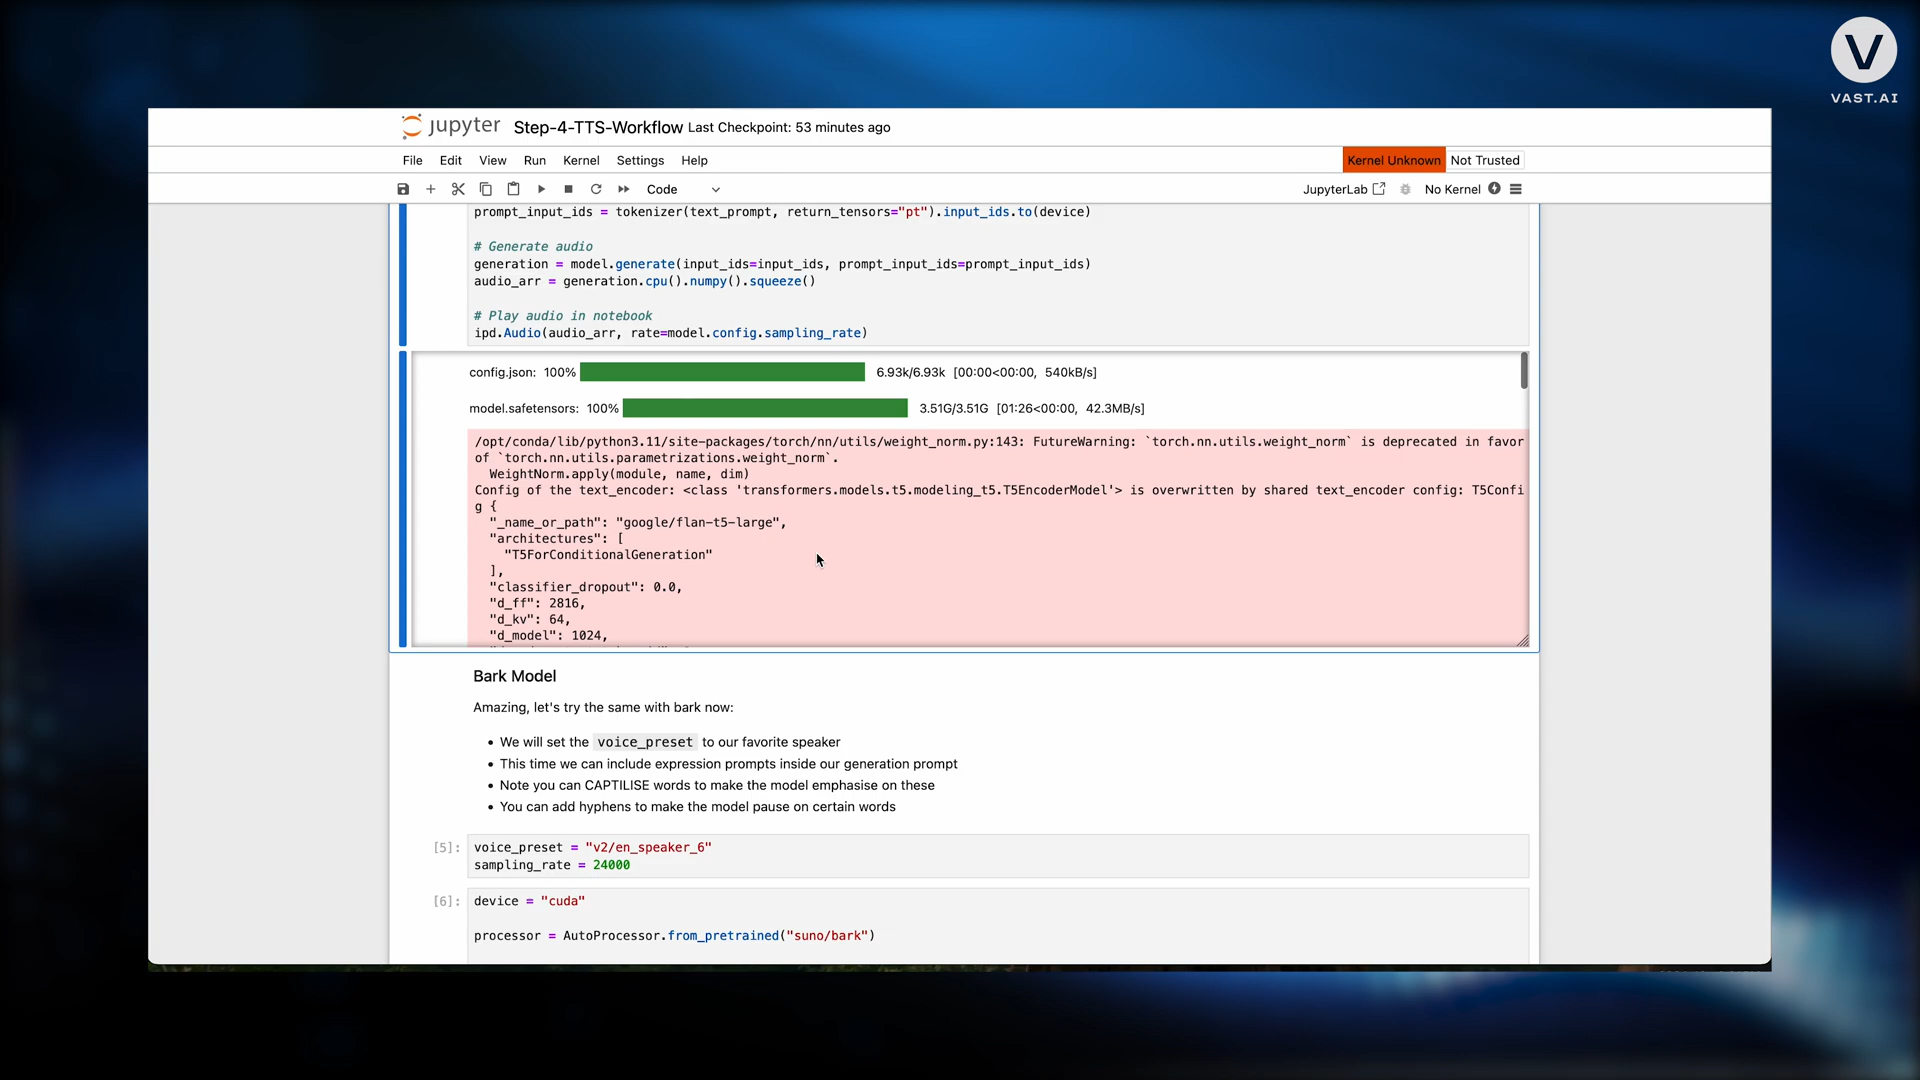 V
VAST.AI
jupyter Step-4-TTS-Workflow Last Checkpoint: 53 minutes ago
File Edit View Run Kernel Settings Help Kernel Unknown Not Trusted
Code JupyterLab No Kernel
prompt_input_ids = tokenizer(text_prompt, return_tensors="pt").input_ids.to(device)
# Generate audio
generation = model.generate(input_ids=input_ids, prompt_input_ids=prompt_input_ids)
audio_arr = generation.cpu().numpy().squeeze()
# Play audio in notebook
ipd.Audio(audio_arr, rate=model.config.sampling_rate)
config.json: 100% 6.93k/6.93k [00:00<00:00, 540kB/s]
model.safetensors: 100% 3.51G/3.51G [01:26<00:00, 42.3MB/s]
/opt/conda/lib/python3.11/site-packages/torch/nn/utils/weight_norm.py:143: FutureWarning: `torch.nn.utils.weight_norm` is deprecated in favor
of `torch.nn.utils.parametrizations.weight_norm`.
WeightNorm.apply(module, name, dim)
Config of the text_encoder: <class 'transformers.models.t5.modeling_t5.T5EncoderModel'> is overwritten by shared text_encoder config: T5Confi
g {
"_name_or_path": "google/flan-t5-large",
"architectures": [
"T5ForConditionalGeneration"
],
"classifier_dropout": 0.0,
"d_ff": 2816,
"d_kv": 64,
"d_model": 1024,
Bark Model
Amazing, let's try the same with bark now:
• We will set the voice_preset to our favorite speaker
• This time we can include expression prompts inside our generation prompt
• Note you can CAPTILISE words to make the model emphasise on these
• You can add hyphens to make the model pause on certain words
[5]: voice_preset = "v2/en_speaker_6"
sampling_rate = 24000
[6]: device = "cuda"
processor = AutoProcessor.from_pretrained("suno/bark")